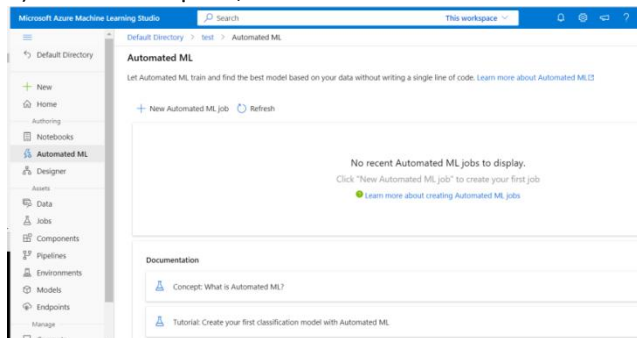 Microsoft Azure Machine Learning Studio
Search
This workspace
?
Default Directory > test > Automated ML
Default Directory
Automated ML
Let Automated ML train and find the best model based on your data without writing a single line of code. Learn more about Automated ML
New
New Automated ML job
Refresh
Home
Authoring
Notebooks
Automated ML
Designer
No recent Automated ML jobs to display.
Click "New Automated ML job" to create your first job
Learn more about creating Automated ML jobs
Assets
Data
Jobs
Components
Pipelines
Environments
Models
Endpoints
Manage
Documentation
Concept: What is Automated ML?
Tutorial: Create your first classification model with Automated ML